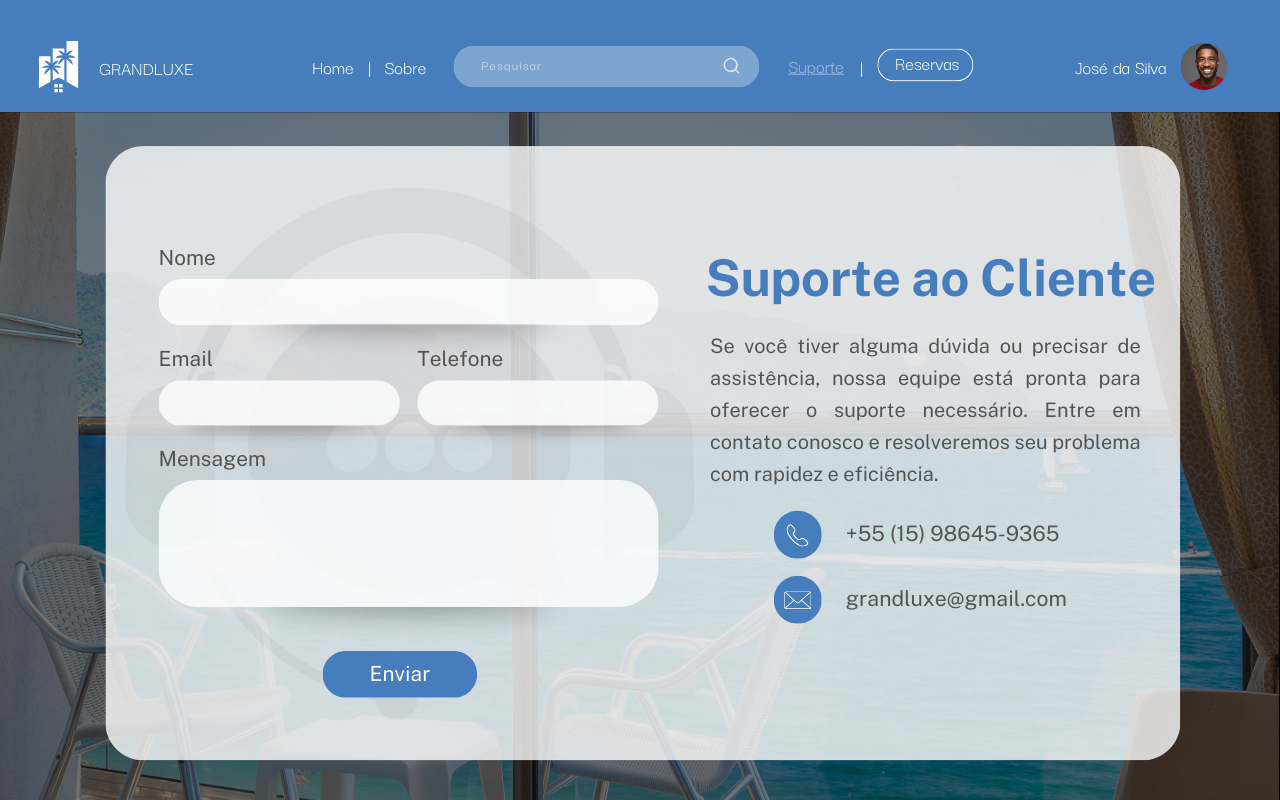 GRANDLUXE
Home | Sobre
Pesquisar
Suporte | Reservas
José da Silva
Nome
Email
Telefone
Mensagem
Enviar
Suporte ao Cliente
Se você tiver alguma dúvida ou precisar de
assistência, nossa equipe está pronta para
oferecer o suporte necessário. Entre em
contato conosco e resolveremos seu problema
com rapidez e eficiência.
+55 (15) 98645-9365
grandluxe@gmail.com